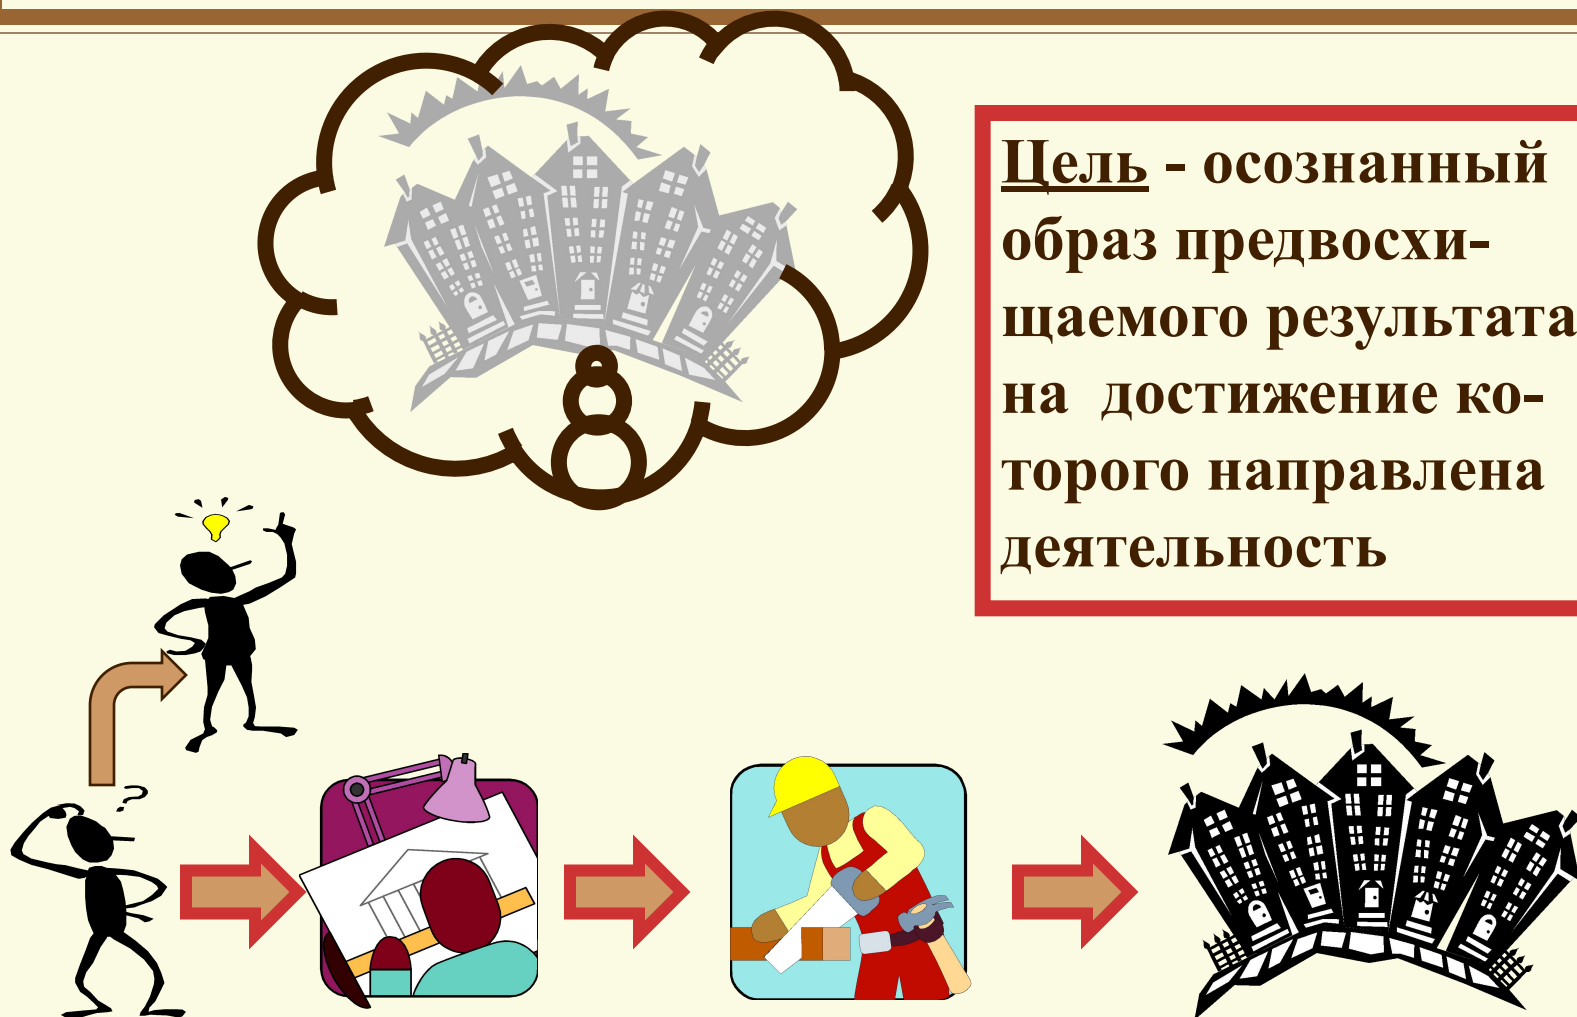 Цель - осознанный
образ предвосхи-
щаемого результата
на достижение ко-
торого направлена
деятельность
?